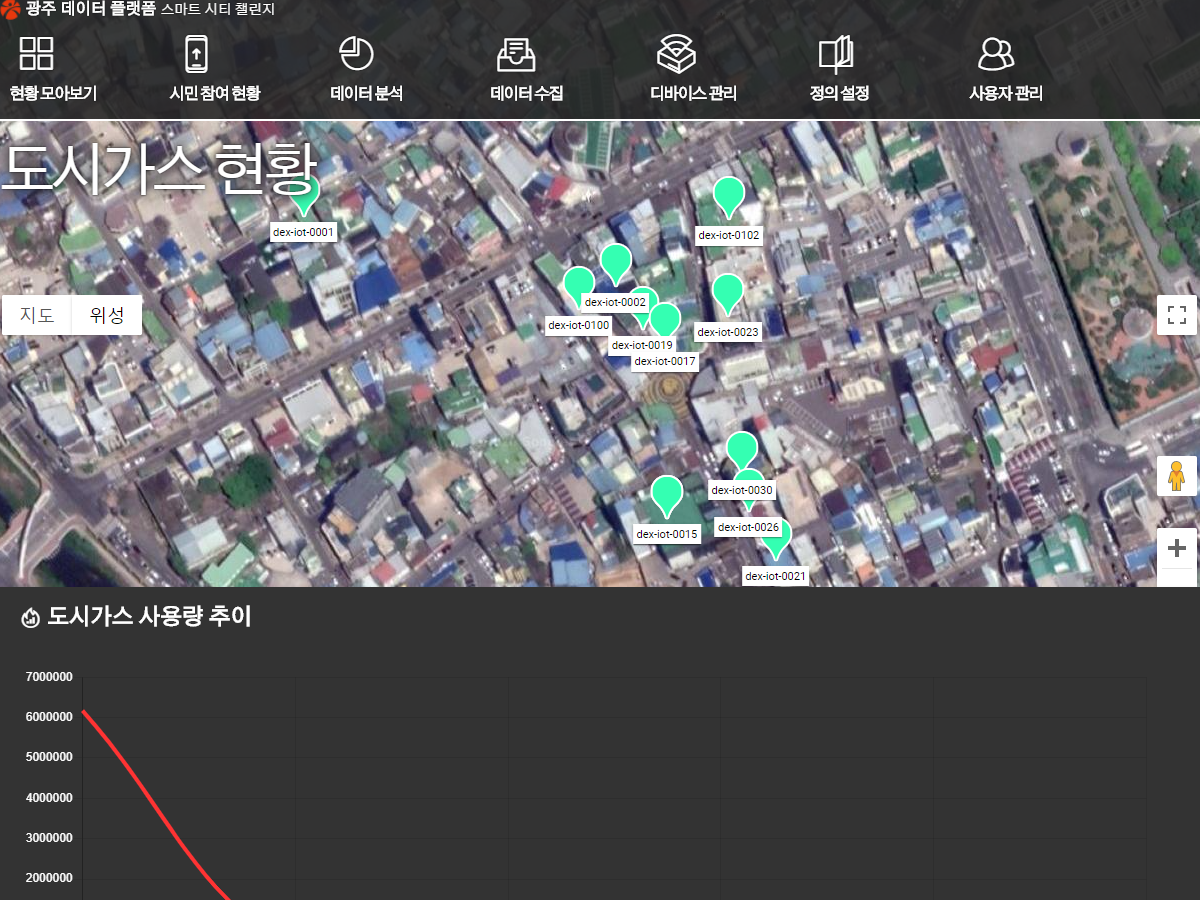 광주 데이터 플랫폼 스마트 시티 챌린지
현황 모아보기
시민 참여 현황
데이터 분석
데이터 수집
디바이스 관리
정의 설정
사용자 관리
도시가스 현황
dex-iot-0001
dex-iot-0102
dex-iot-0002
dex-iot-0100
dex-iot-0023
dex-iot-0019
dex-iot-0017
지도
위성
dex-iot-0030
dex-iot-0026
dex-iot-0015
dex-iot-0021
도시가스 사용량 추이
7000000
6000000
5000000
4000000
3000000
2000000